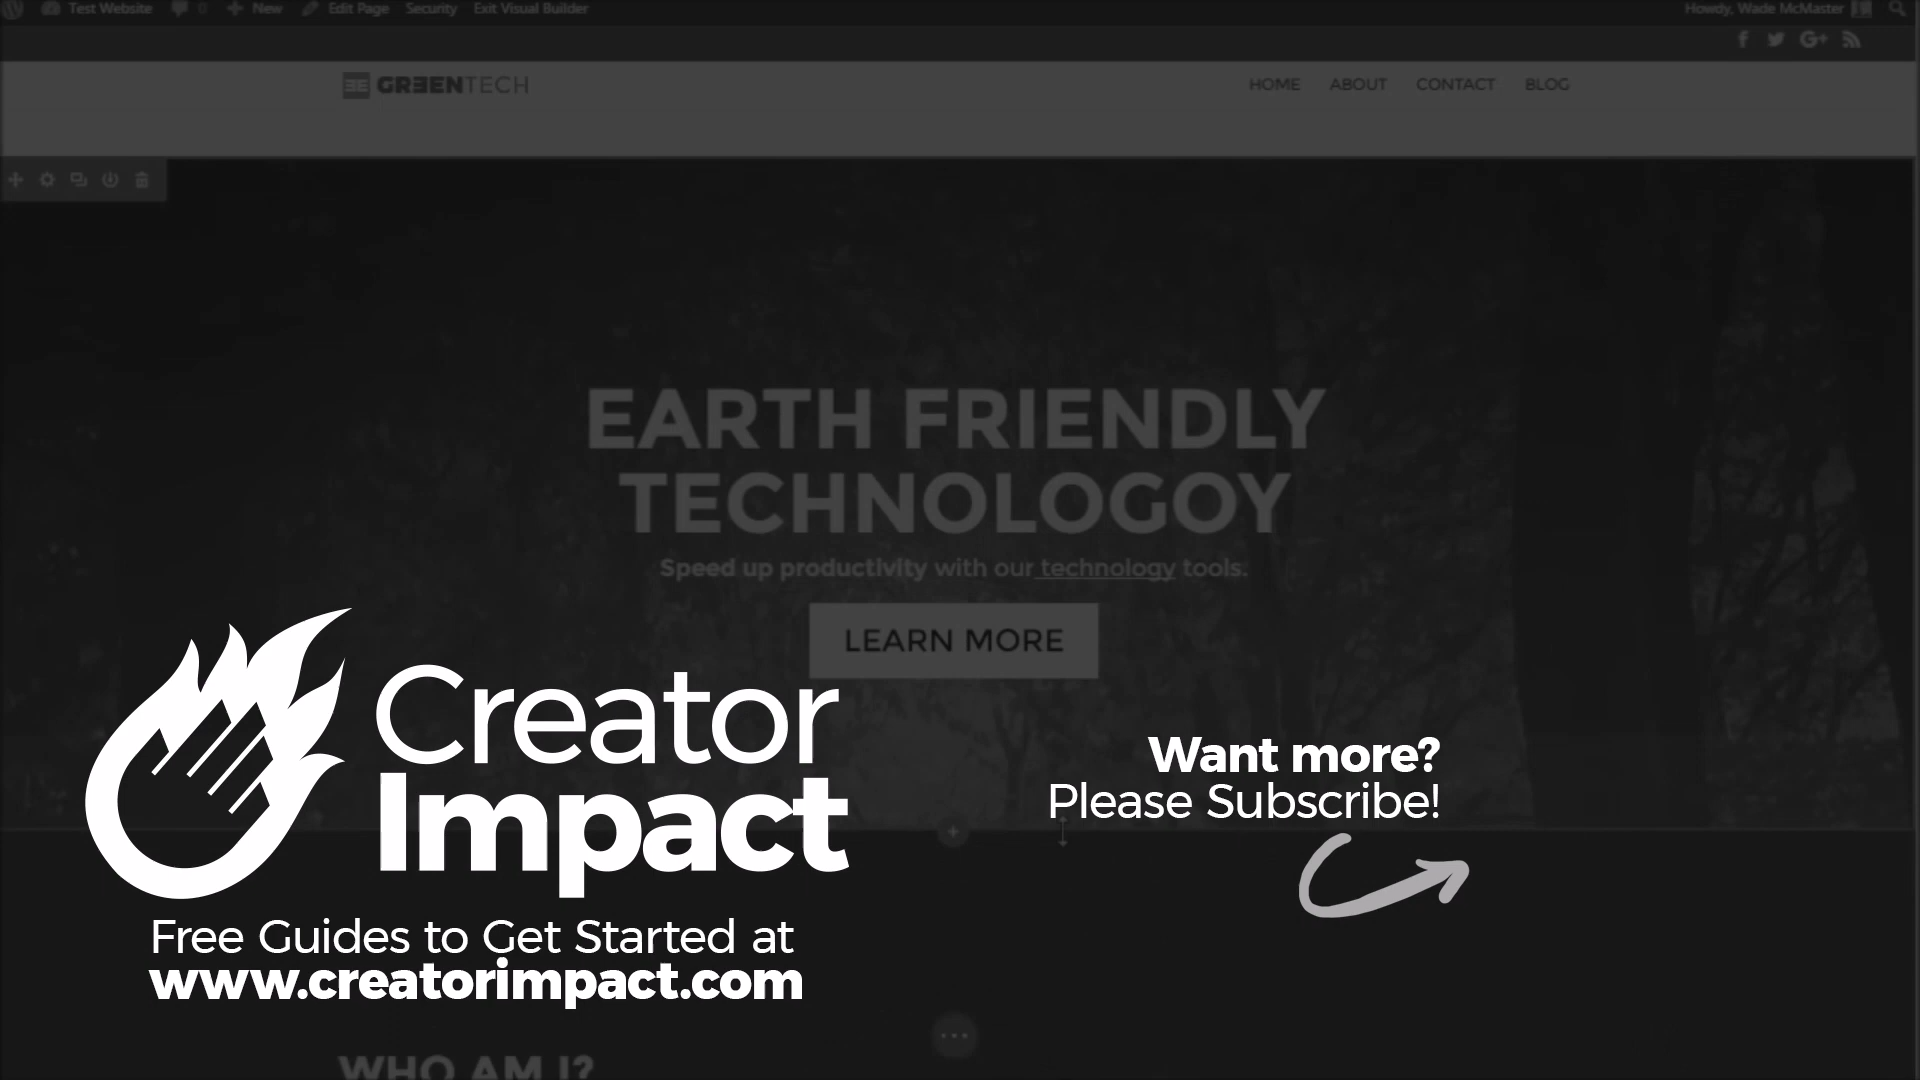 Test Website 0 New Edit Page Security Exit Visual Builder Howdy, Wade McMaster
GREENTECH HOME ABOUT CONTACT BLOG
EARTH FRIENDLY
TECHNOLOGOY
Speed up productivity with our technology tools.
LEARN MORE
Creator
Impact
Want more?
Please Subscribe!
Free Guides to Get Started at
www.creatorimpact.com
WHO AM I?